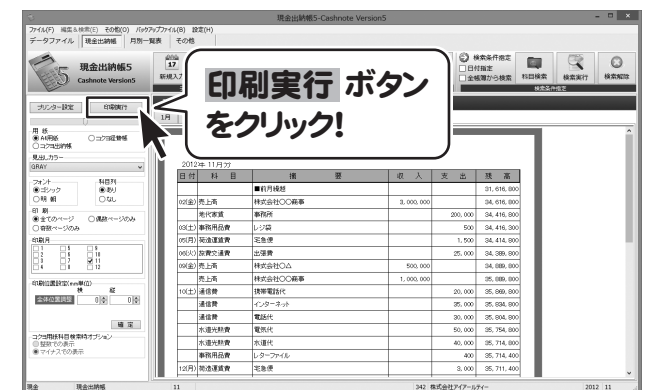 現金出納帳5-Cashnote Version5
ファイル(F) 編集&検索(E) その他(O) バックアップファイル(B) 設定(H)
データファイル 現金出納帳 月別一覧表 その他
現金出納帳5
Cashnote Version5
17
検索条件指定
日付指定
全帳簿から検索
科目検索 検索実行 検索解除
検索条件指定
印刷実行 ボタン
をクリック!
プリンター設定 印刷実行
1月
用 紙
A4用紙 コクヨ経費帳
コクヨ出納帳
見出しカラー
GRAY
フォント 科目列
ゴシック あり
明 朝 なし
印 刷
全てのページ 偶数ページのみ
奇数ページのみ
印刷月
1 5 9
2 6 10
3 7 11
4 8 12
印刷位置設定(mm単位)
横 縦
全体位置調整 0 0
確 定
コクヨ用紙科目検索時オプション
整数での表示
マイナスでの表示
2012年 11月分
日付 科 目 摘 要 収 入 支 出 残 高
■前月繰越 31,616,800
02(金) 売上高 株式会社〇〇商事 3,000,000 34,616,800
地代家賃 事務所 200,000 34,416,800
03(土) 事務用品費 レジ袋 500 34,416,300
05(月) 荷造運賃費 宅急便 1,500 34,414,800
06(火) 旅費交通費 出張費 25,000 34,389,800
09(金) 売上高 株式会社〇△ 500,000 34,889,800
売上高 株式会社〇〇商事 1,000,000 35,889,800
10(土) 通信費 携帯電話代 20,000 35,869,800
通信費 インターネット 35,000 35,834,800
通信費 電話代 30,000 35,804,800
水道光熱費 電気代 50,000 35,754,800
水道光熱費 水道代 40,000 35,714,800
事務用品費 レターファイル 400 35,714,400
12(月) 荷造運賃費 宅急便 3,000 35,711,400
現金 現金出納帳 11 342 株式会社アイアールティー 2012 11